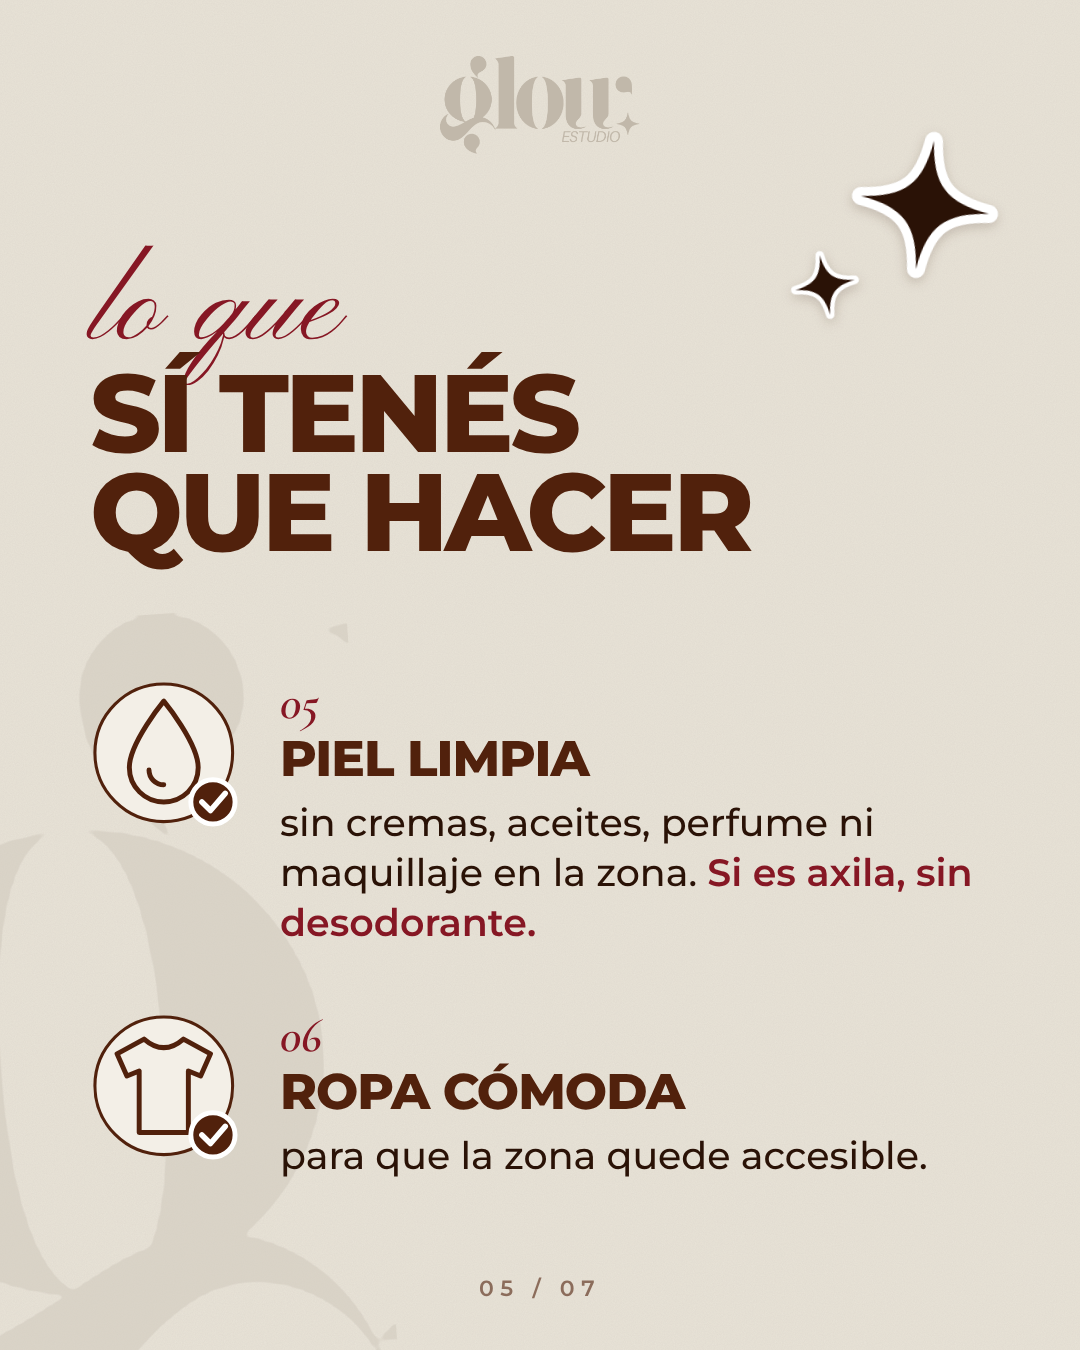 glow
ESTUDIO
lo que
SÍ TENÉS
QUE HACER
05
PIEL LIMPIA
sin cremas, aceites, perfume ni
maquillaje en la zona. Si es axila, sin
desodorante.
06
ROPA CÓMODA
para que la zona quede accesible.
05 / 07